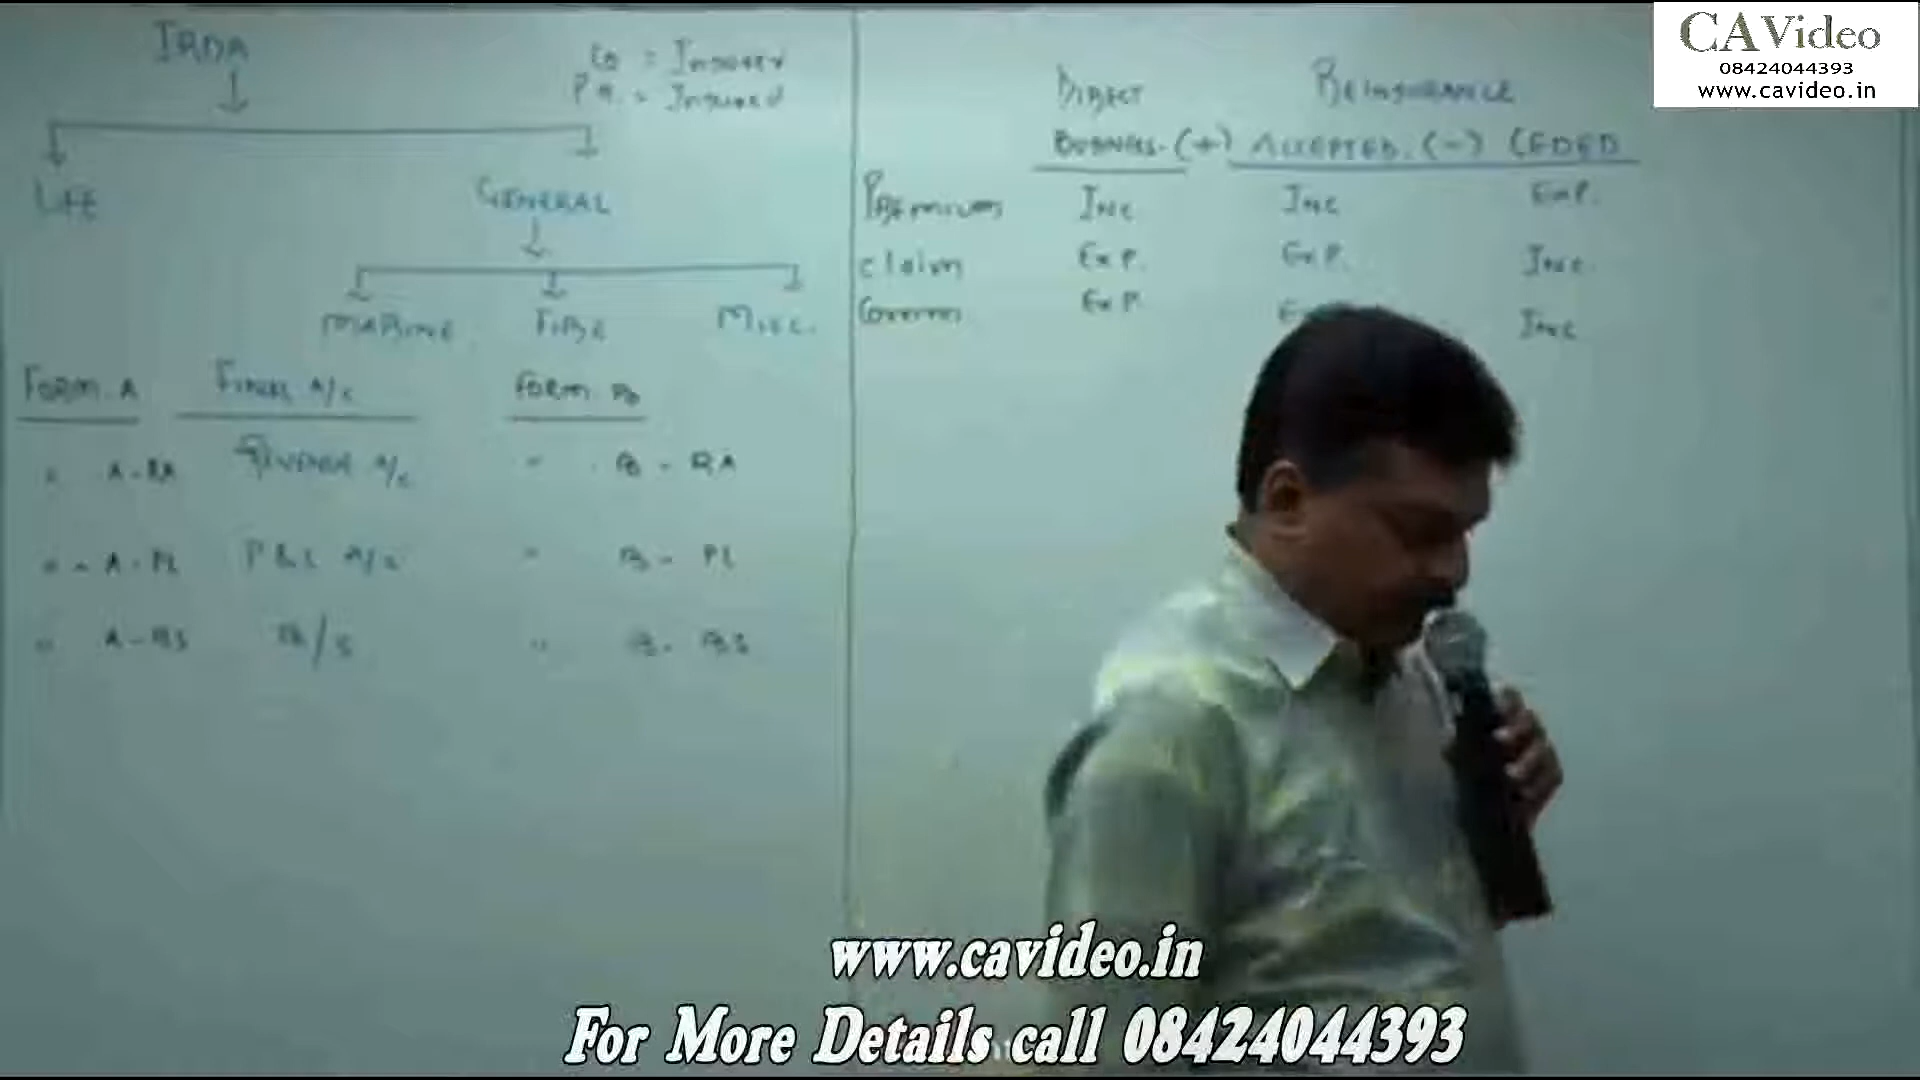 IRDA
Co = Insurer
P.H. = Insured
LIFE
GENERAL
MARINE FIRE MISC.
FORM. A FINAL A/c FORM. B
" A-RA REVENUE A/c " B - RA
" A-PL P & L A/c " B - PL
" A-BS B/S " B - BS
DIRECT REINSURANCE
BUSINESS (+) ACCEPTED (-) CEDED
PREMIUM INC INC EXP.
Claim EXP. EXP. INC.
Comm EXP. INC
CAVideo
08424044393
www.cavideo.in
www.cavideo.in
For More Details call 08424044393